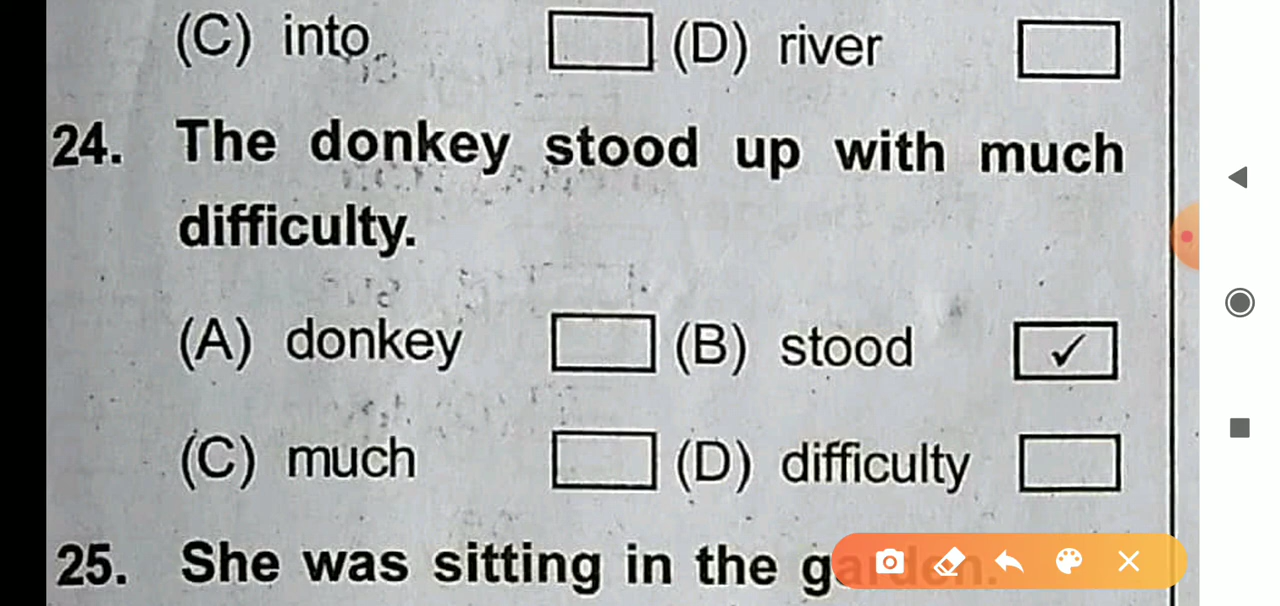 (C) into (D) river
24. The donkey stood up with much
difficulty.
(A) donkey (B) stood ✓
(C) much (D) difficulty
25. She was sitting in the garden.